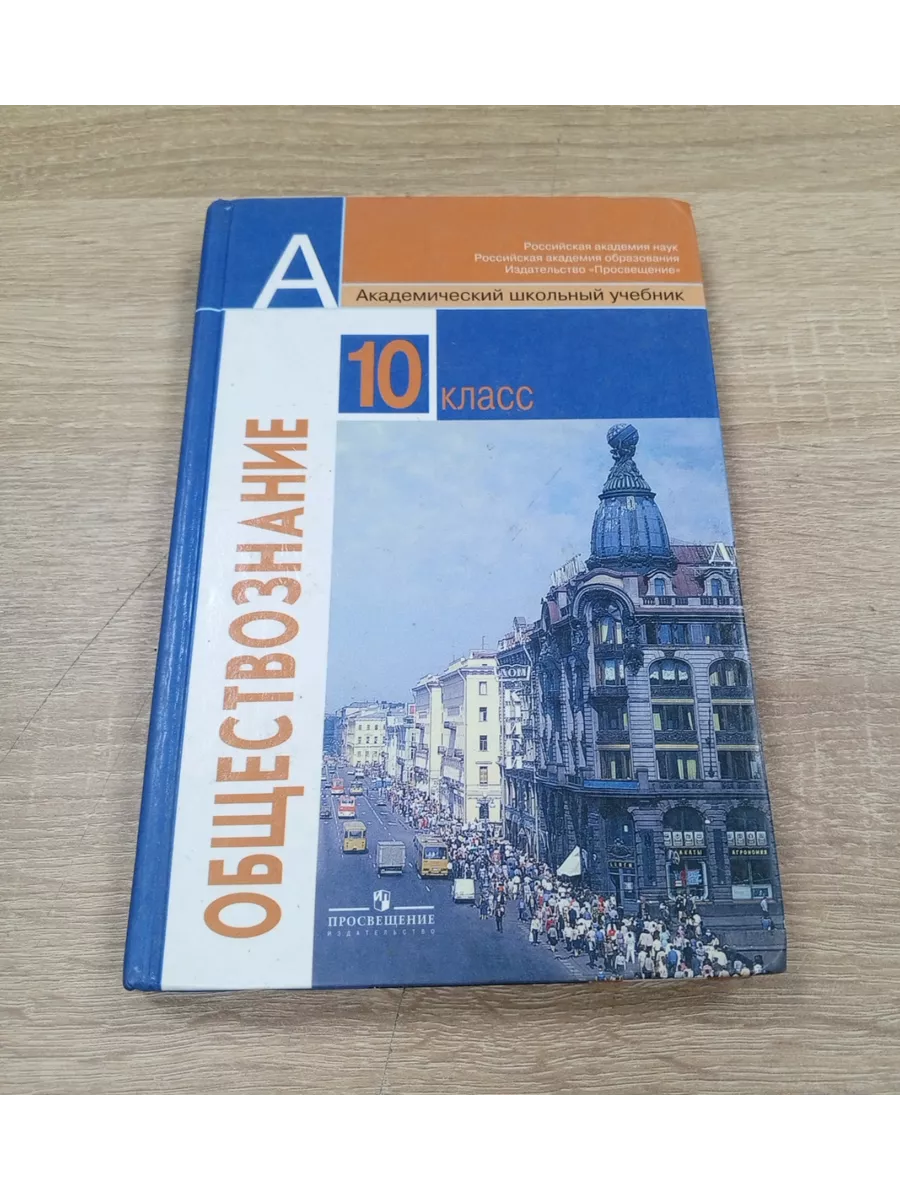 А
Российская академия наук
Российская академия образования
Издательство «Просвещение»
Академический школьный учебник
10
класс
ОБЩЕСТВОЗНАНИЕ
ПРОСВЕЩЕНИЕ
ИЗДАТЕЛЬСТВО